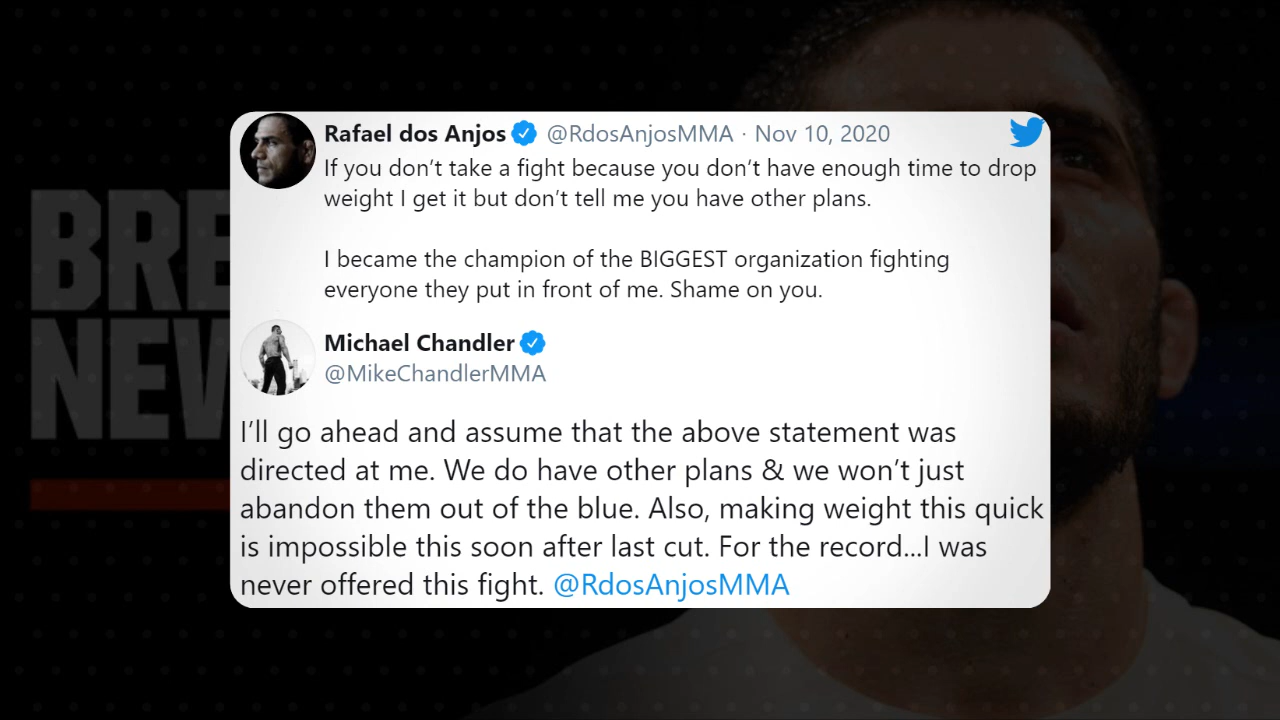 BRE
NEW
Rafael dos Anjos @RdosAnjosMMA · Nov 10, 2020
If you don’t take a fight because you don’t have enough time to drop
weight I get it but don’t tell me you have other plans.
I became the champion of the BIGGEST organization fighting
everyone they put in front of me. Shame on you.
Michael Chandler
@MikeChandlerMMA
I’ll go ahead and assume that the above statement was
directed at me. We do have other plans & we won’t just
abandon them out of the blue. Also, making weight this quick
is impossible this soon after last cut. For the record...I was
never offered this fight. @RdosAnjosMMA